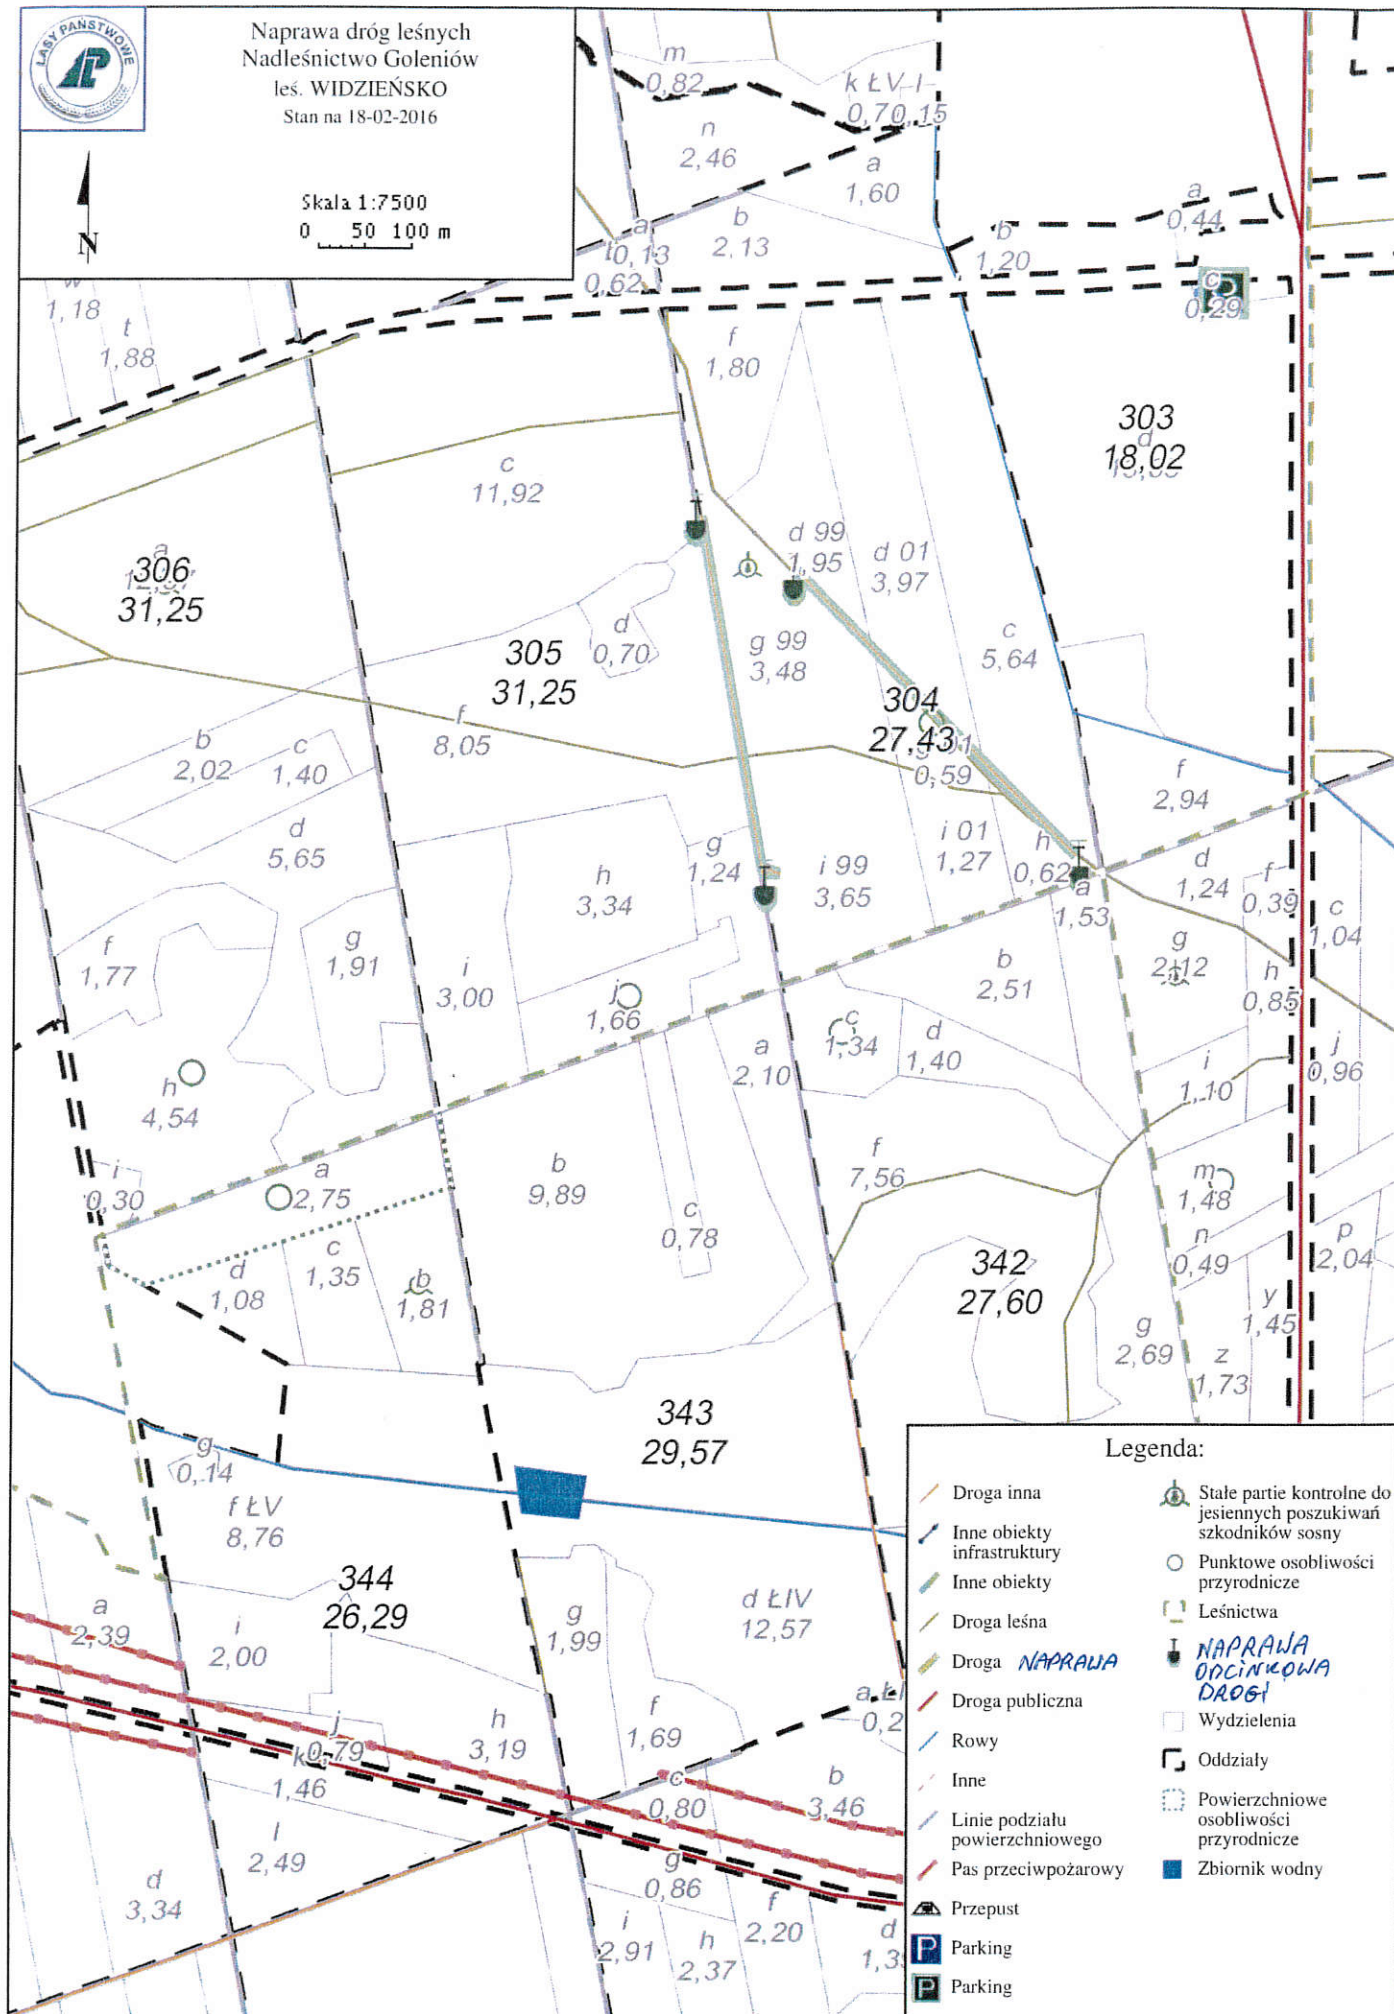 LASY PAŃSTWOWE
Naprawa dróg leśnych
Nadleśnictwo Goleniów
leś. WIDZIEŃSKO
Stan na 18-02-2016
Skala 1:7500
0 50 100 m
N
m
0,82
k ŁV l
0,70 0,15
n
2,46
a
1,60
a
0,44
a
0,13
b
2,13
b
1,20
0,62
c
0,29
w
1,18
t
1,88
f
1,80
303
d
18,02
c
11,92
d 99
1,95
d 01
3,97
a
306
31,25
d
0,70
305
31,25
g 99
3,48
c
5,64
304
27,43
0,59
f
8,05
b
2,02
c
1,40
f
2,94
d
5,65
g
1,24
i 99
3,65
i 01
1,27
h
0,62
a
1,53
d
1,24
f
0,39
c
1,04
h
3,34
f
1,77
g
1,91
i
3,00
j
1,66
b
2,51
g
2,12
h
0,85
c
1,34
d
1,40
a
2,10
i
1,10
j
0,96
h
4,54
i
0,30
a
2,75
b
9,89
c
0,78
f
7,56
m
1,48
n
0,49
p
2,04
d
1,08
c
1,35
b
1,81
342
27,60
y
1,45
g
2,69
z
1,73
343
29,57
g
0,14
f ŁV
8,76
344
26,29
a
2,39
i
2,00
g
1,99
d ŁIV
12,57
j
0,79
h
3,19
f
1,69
a Ł
0,2
k
1,46
c
0,80
b
3,46
l
2,49
d
3,34
g
0,86
f
2,20
i
2,91
h
2,37
d
1,3
Legenda:
Droga inna
Inne obiekty
infrastruktury
Inne obiekty
Droga leśna
Droga NAPRAWA
Droga publiczna
Rowy
Inne
Linie podziału
powierzchniowego
Pas przeciwpożarowy
Przepust
P Parking
P Parking
Stałe partie kontrolne do
jesiennych poszukiwań
szkodników sosny
Punktowe osobliwości
przyrodnicze
Leśnictwa
NAPRAWA
ODCINKOWA
DROGI
Wydzielenia
Oddziały
Powierzchniowe
osobliwości
przyrodnicze
Zbiornik wodny